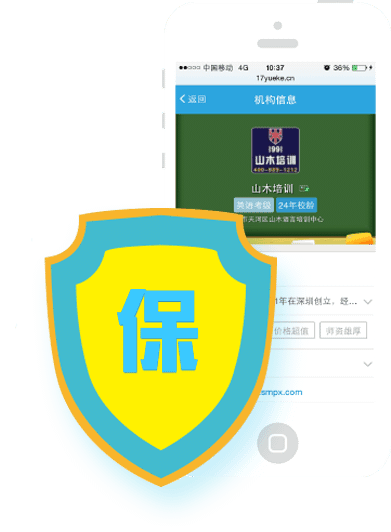 中国移动 4G 10:37 36%
17yueke.cn
返回 机构信息
1991
山木培训
400-889-1212
山木培训
英语考级 24年校龄
市天河区山木语言培训中心
保
1年在深圳创立，经...
价格超值 师资雄厚
smpx.com